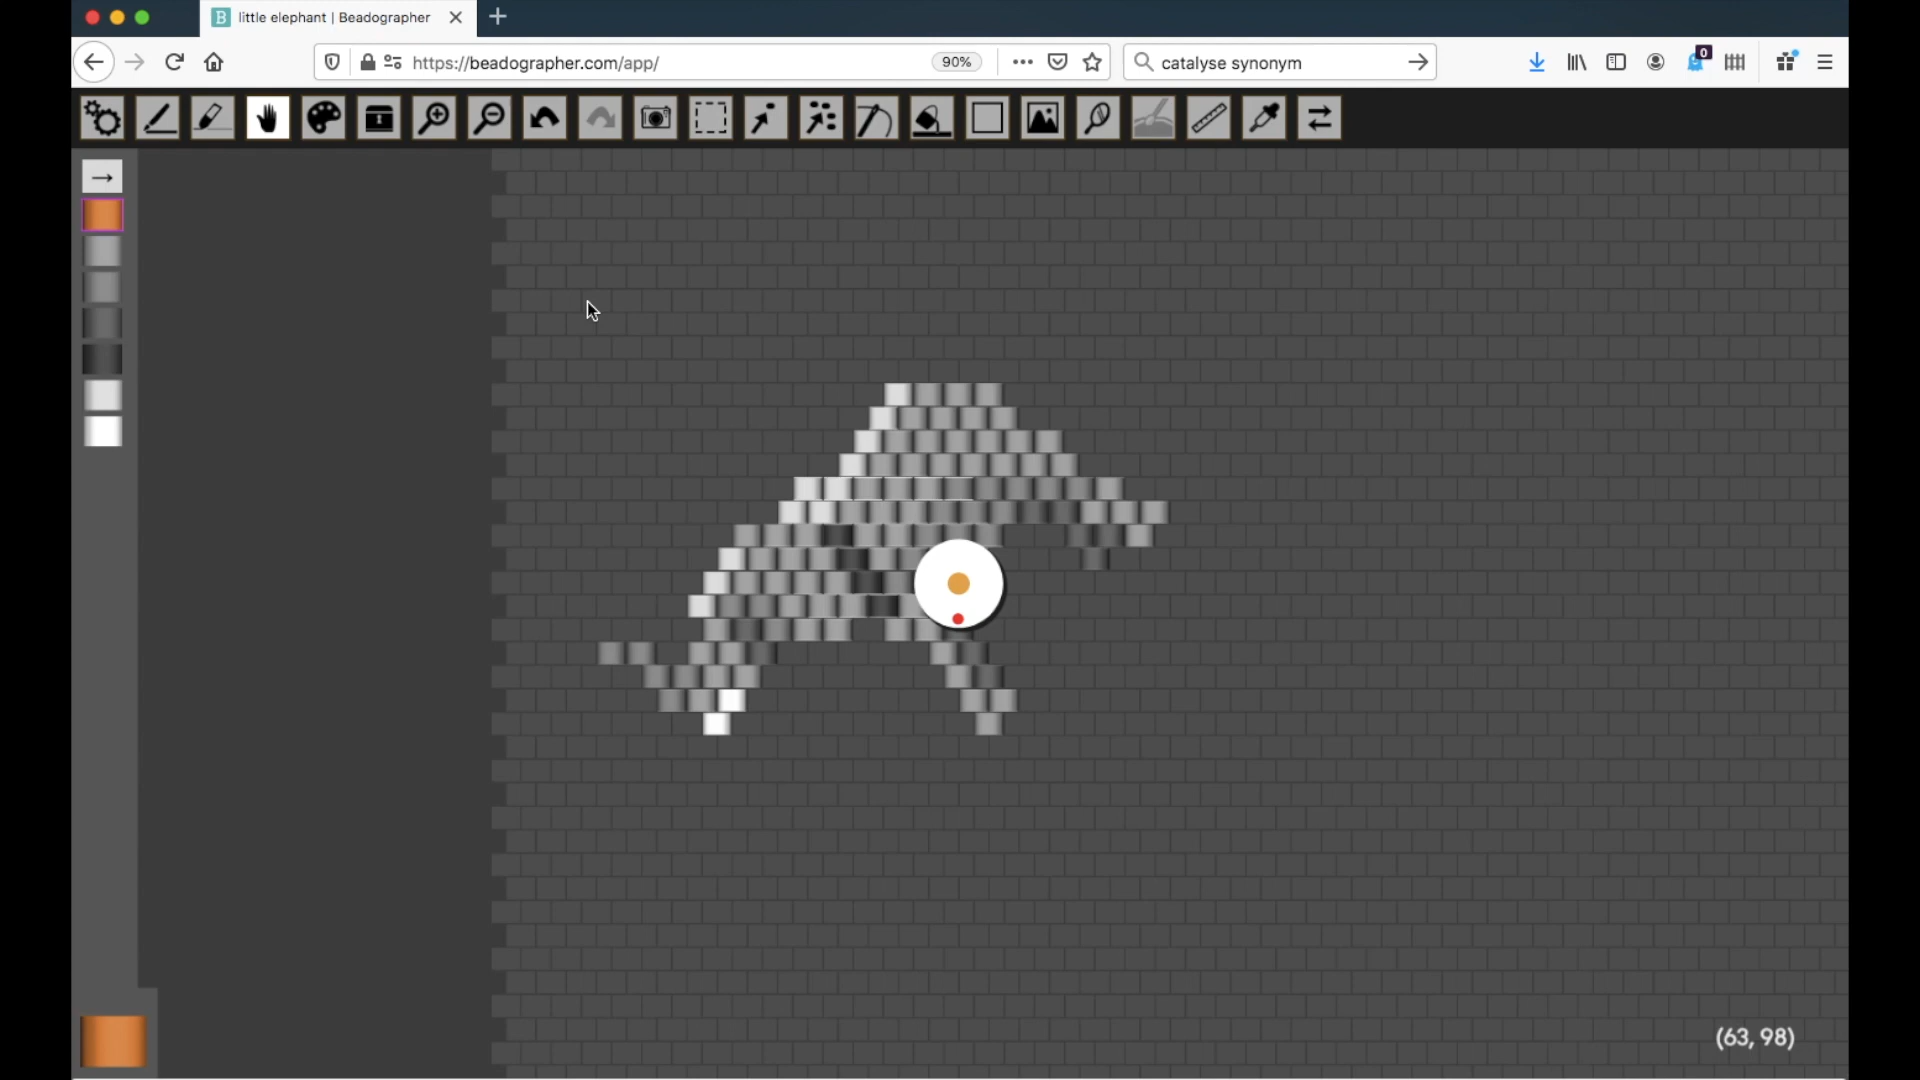 little elephant | Beadographer
https://beadographer.com/app/
90%
catalyse synonym
0
(63, 98)